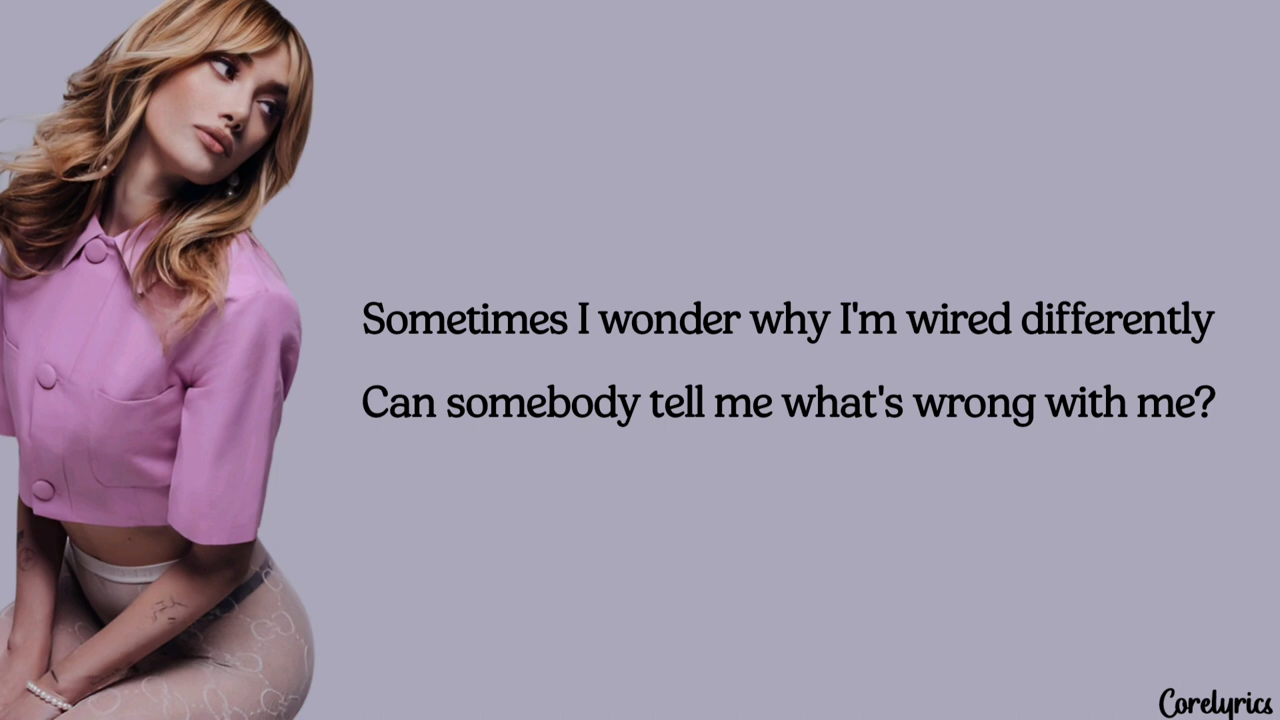 Sometimes I wonder why I'm wired differently
Can somebody tell me what's wrong with me?
Corelyrics